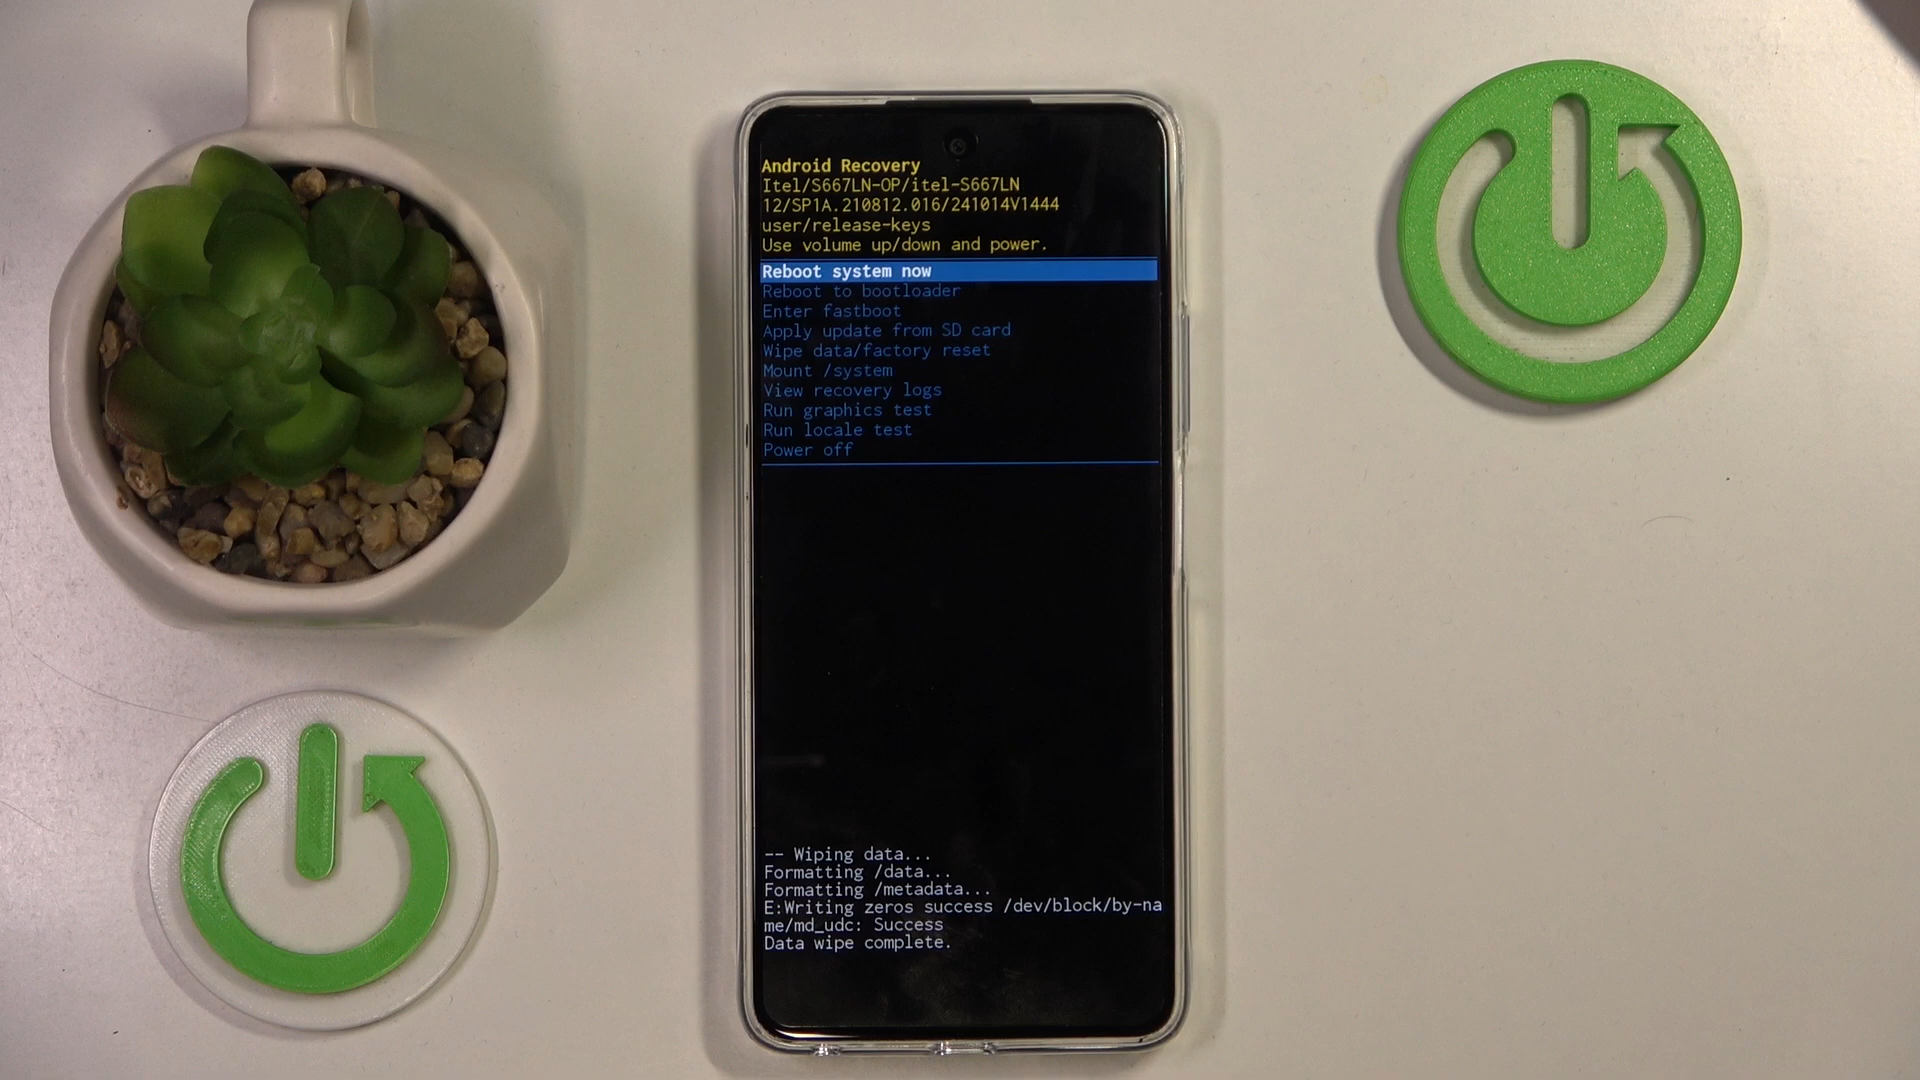 Android Recovery
Itel/S667LN-OP/itel-S667LN
12/SP1A.210812.016/241014V1444
user/release-keys
Use volume up/down and power.
Reboot system now
Reboot to bootloader
Enter fastboot
Apply update from SD card
Wipe data/factory reset
Mount /system
View recovery logs
Run graphics test
Run locale test
Power off
-- Wiping data...
Formatting /data...
Formatting /metadata...
E:Writing zeros success /dev/block/by-na
me/md_udc: Success
Data wipe complete.